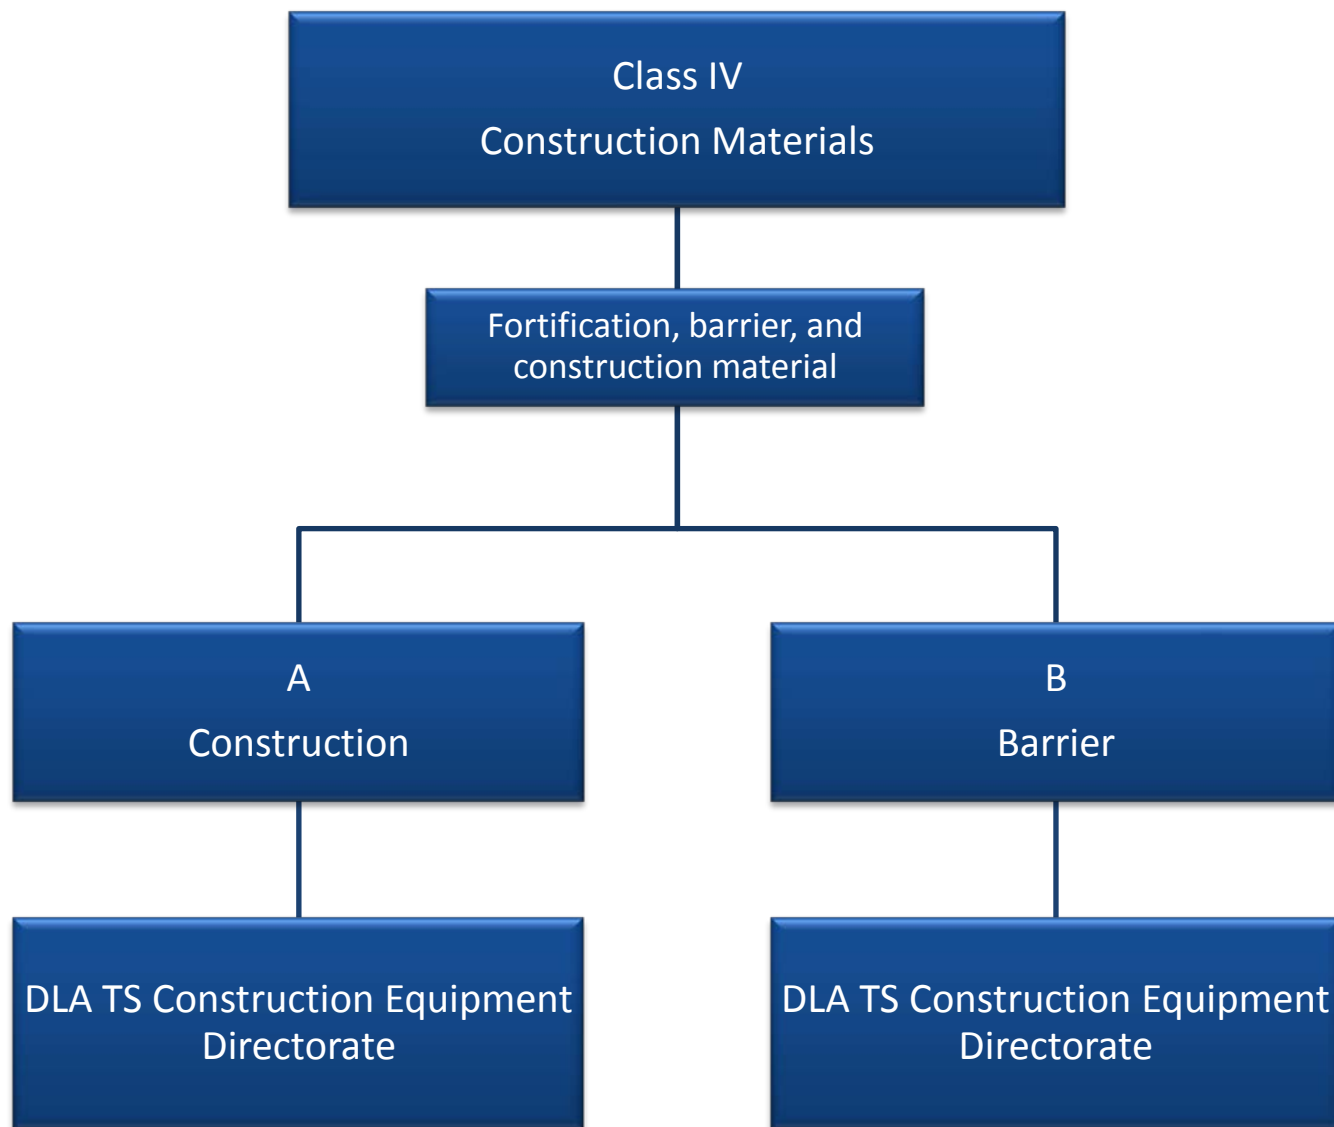 Class IV
Construction Materials
Fortification, barrier, and
construction material
A
Construction
B
Barrier
DLA TS Construction Equipment
Directorate
DLA TS Construction Equipment
Directorate